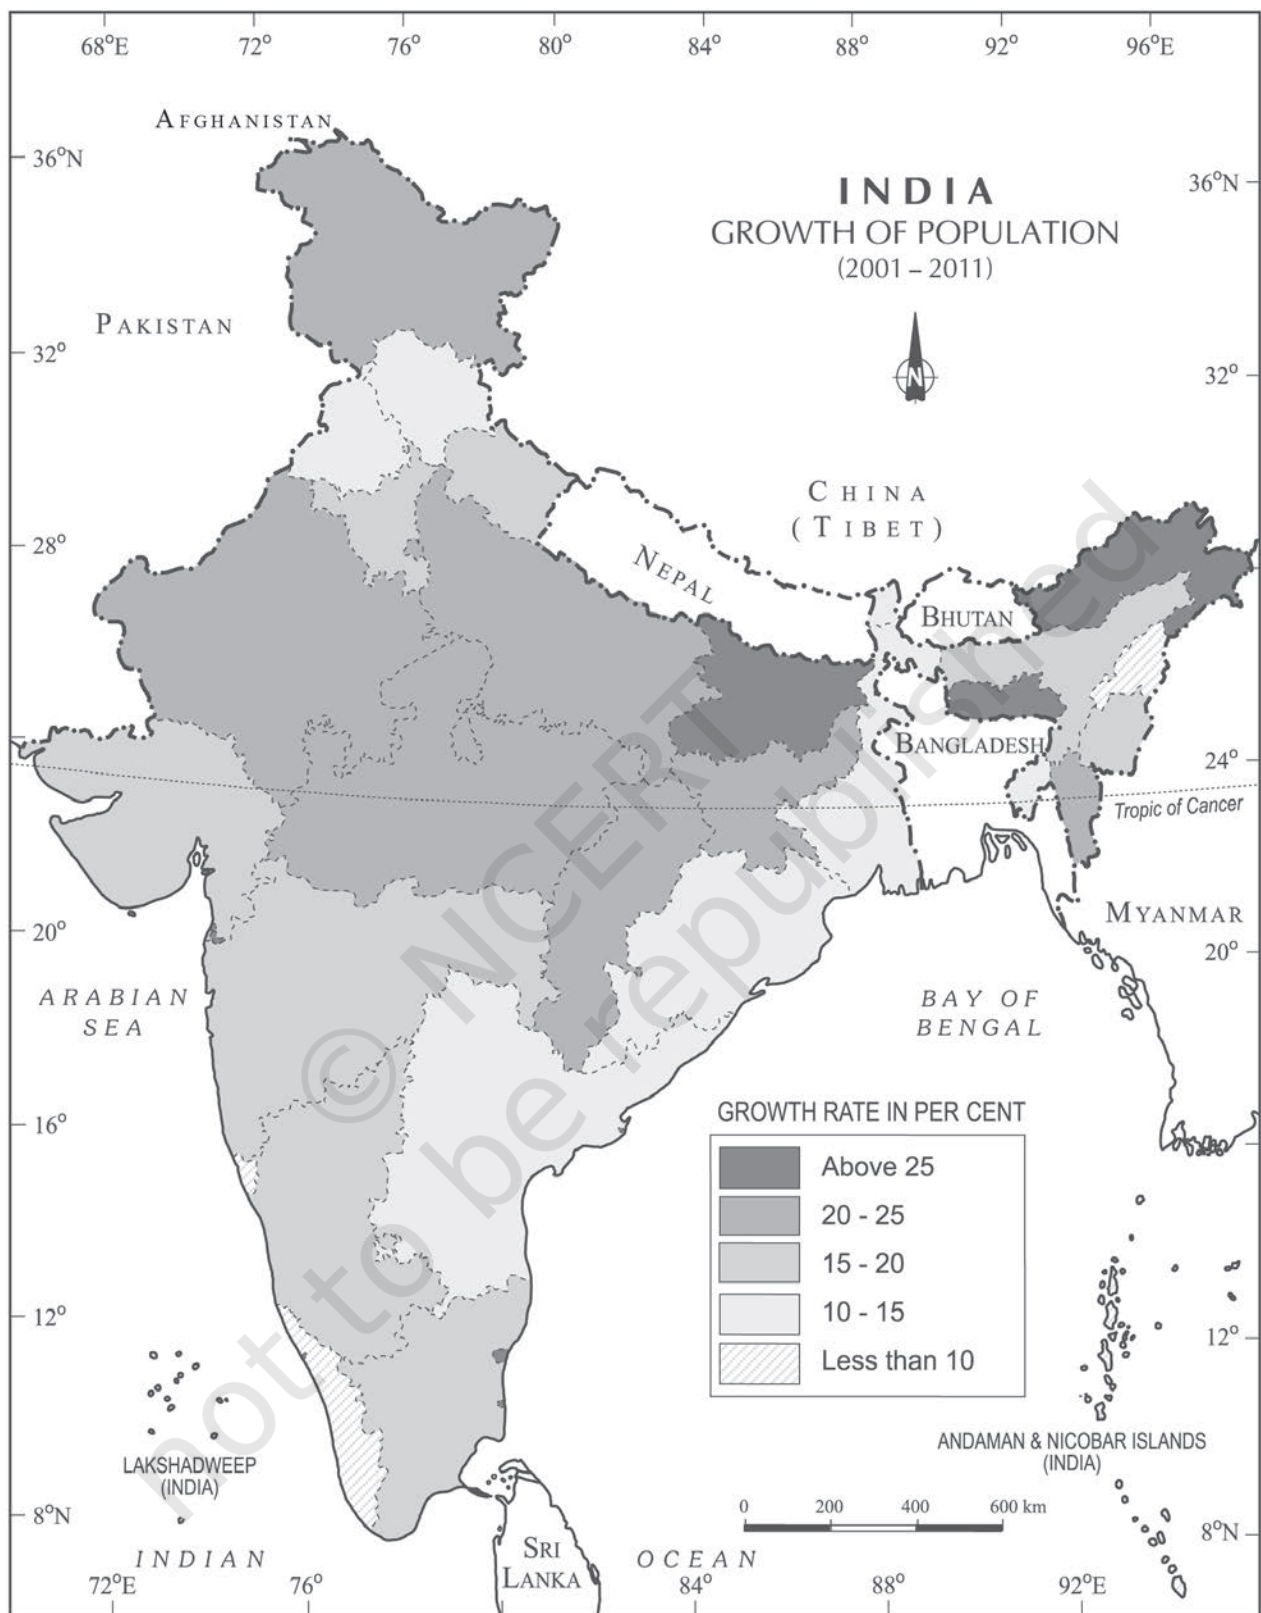 68°E 72° 76° 80° 84° 88° 92° 96°E
AFGHANISTAN
36°N
36°N
INDIA
GROWTH OF POPULATION
(2001 – 2011)
PAKISTAN
N
32°
32°
CHINA
(TIBET)
28°
NEPAL
BHUTAN
BANGLADESH
24°
Tropic of Cancer
MYANMAR
20°
20°
ARABIAN
SEA
BAY OF
BENGAL
© NCERT
not to be republished
16°
GROWTH RATE IN PER CENT
Above 25
20 - 25
15 - 20
10 - 15
Less than 10
12°
12°
LAKSHADWEEP
(INDIA)
ANDAMAN & NICOBAR ISLANDS
(INDIA)
0 200 400 600 km
8°N
8°N
INDIAN
OCEAN
SRI
LANKA
72°E 76° 84° 88° 92°E